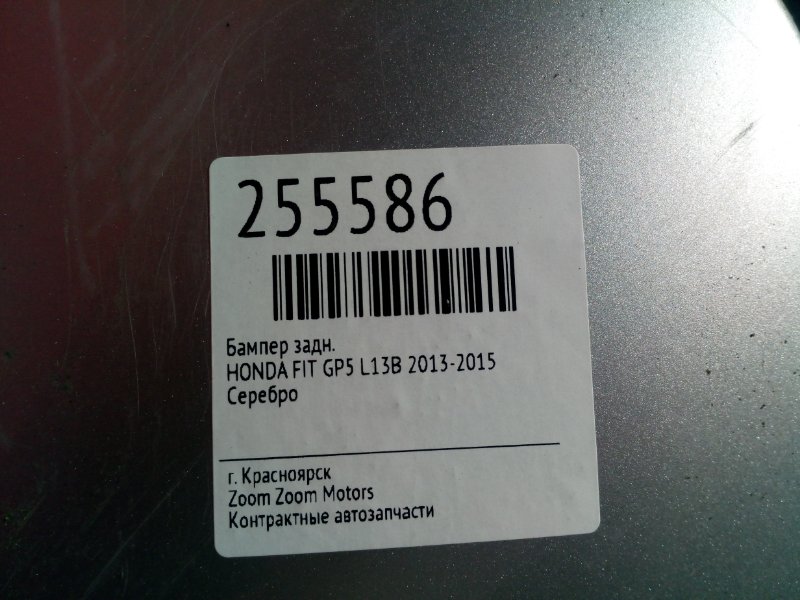 255586
Бампер задн.
HONDA FIT GP5 L13B 2013-2015
Серебро
г. Красноярск
Zoom Zoom Motors
Контрактные автозапчасти